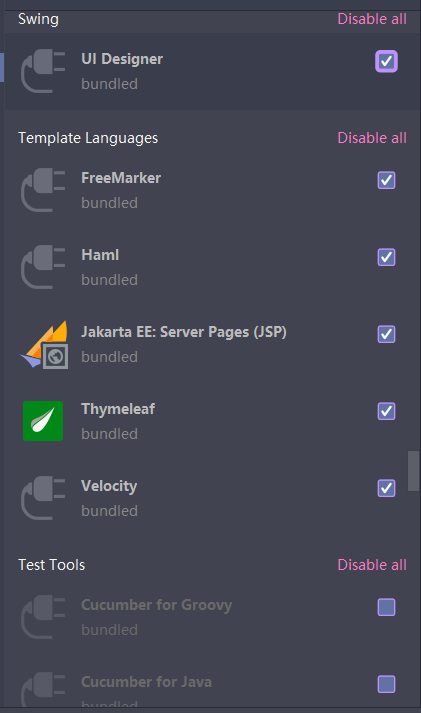 Swing Disable all
UI Designer
bundled
Template Languages Disable all
FreeMarker
bundled
Haml
bundled
Jakarta EE: Server Pages (JSP)
bundled
Thymeleaf
bundled
Velocity
bundled
Test Tools Disable all
Cucumber for Groovy
bundled
Cucumber for Java
bundled